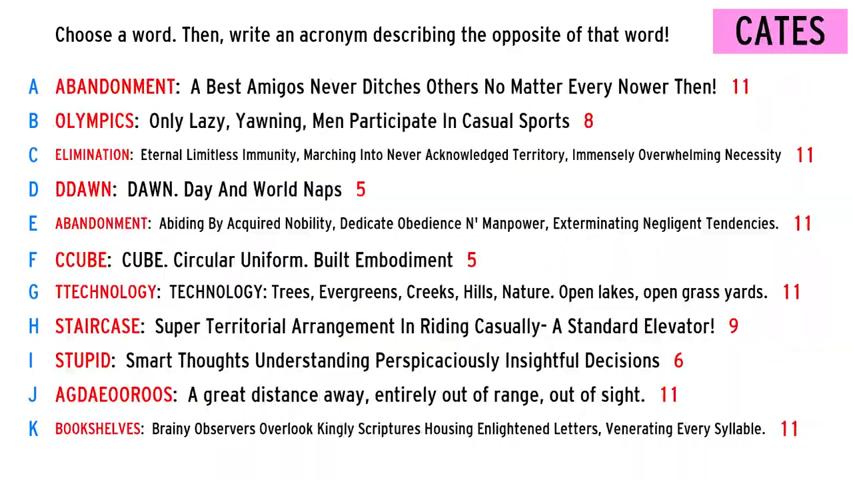 Choose a word. Then, write an acronym describing the opposite of that word!
CATES
A ABANDONMENT: A Best Amigos Never Ditches Others No Matter Every Nower Then! 11
B OLYMPICS: Only Lazy, Yawning, Men Participate In Casual Sports 8
C ELIMINATION: Eternal Limitless Immunity, Marching Into Never Acknowledged Territory, Immensely Overwhelming Necessity 11
D DDAWN: DAWN. Day And World Naps 5
E ABANDONMENT: Abiding By Acquired Nobility, Dedicate Obedience N' Manpower, Exterminating Negligent Tendencies. 11
F CCUBE: CUBE. Circular Uniform. Built Embodiment 5
G TTECHNOLOGY: TECHNOLOGY: Trees, Evergreens, Creeks, Hills, Nature. Open lakes, open grass yards. 11
H STAIRCASE: Super Territorial Arrangement In Riding Casually- A Standard Elevator! 9
I STUPID: Smart Thoughts Understanding Perspicaciously Insightful Decisions 6
J AGDAEOOROOS: A great distance away, entirely out of range, out of sight. 11
K BOOKSHELVES: Brainy Observers Overlook Kingly Scriptures Housing Enlightened Letters, Venerating Every Syllable. 11